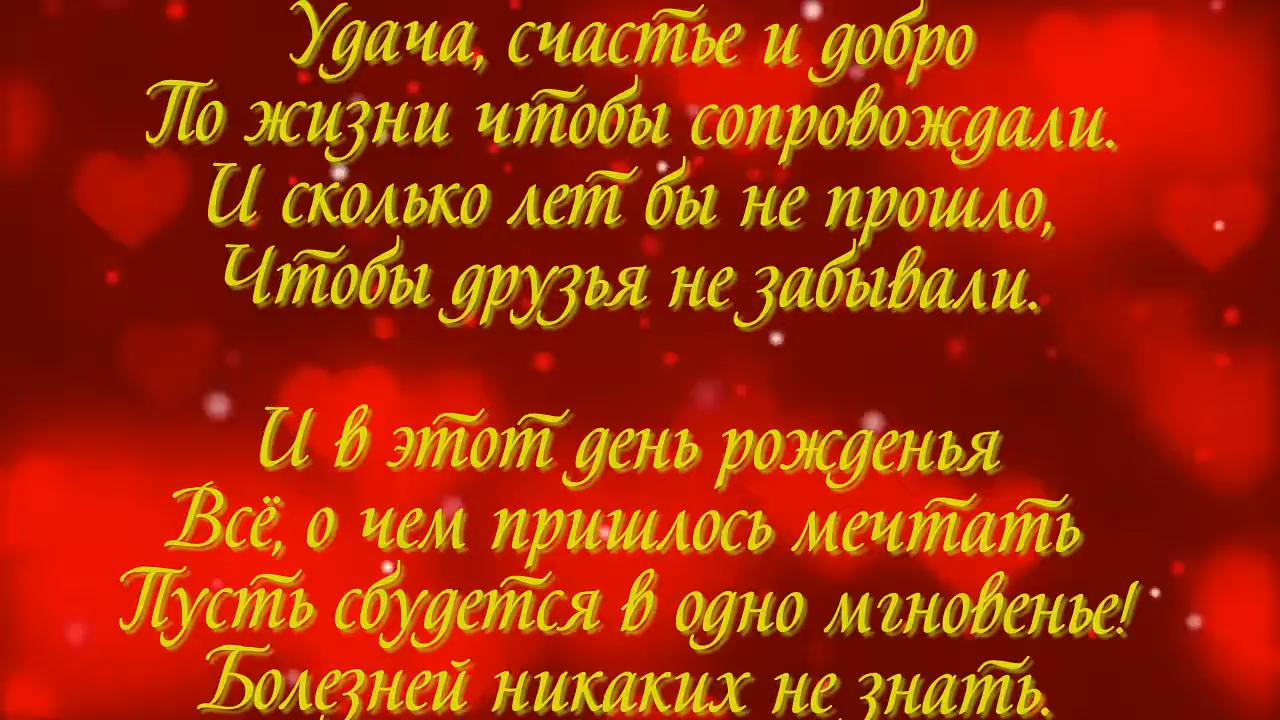 Удача, счастье и добро
По жизни чтобы сопровождали.
И сколько лет бы не прошло,
Чтобы друзья не забывали.
И в этот день рожденья
Всё, о чем пришлось мечтать
Пусть сбудется в одно мгновенье!
Болезней никаких не знать.